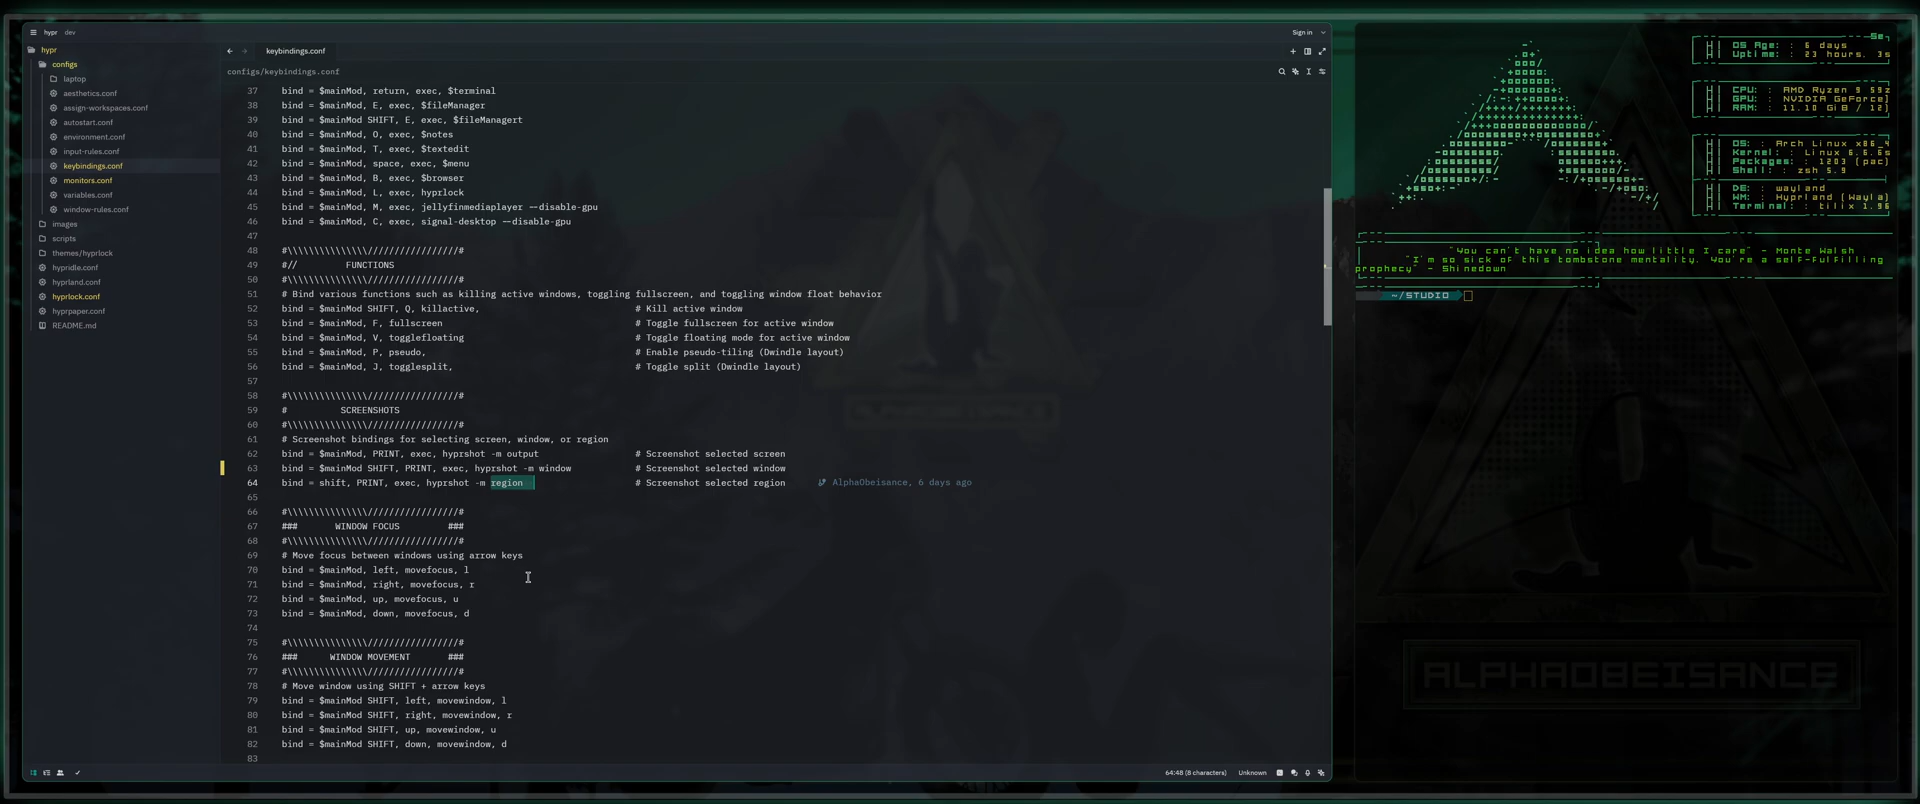 hypr dev
Sign in
hypr
configs
laptop
aesthetics.conf
assign-workspaces.conf
autostart.conf
environment.conf
input-rules.conf
keybindings.conf
monitors.conf
variables.conf
window-rules.conf
images
scripts
themes/hyprlock
hypridle.conf
hyprland.conf
hyprlock.conf
hyprpaper.conf
README.md
keybindings.conf
configs/keybindings.conf
37 bind = $mainMod, return, exec, $terminal
38 bind = $mainMod, E, exec, $fileManager
39 bind = $mainMod SHIFT, E, exec, $fileManagert
40 bind = $mainMod, O, exec, $notes
41 bind = $mainMod, T, exec, $textedit
42 bind = $mainMod, space, exec, $menu
43 bind = $mainMod, B, exec, $browser
44 bind = $mainMod, L, exec, hyprlock
45 bind = $mainMod, M, exec, jellyfinmediaplayer --disable-gpu
46 bind = $mainMod, C, exec, signal-desktop --disable-gpu
47
48 #\\\\\\\\\\\\\\\/////////////////#
49 #// FUNCTIONS
50 #\\\\\\\\\\\\\\\/////////////////#
51 # Bind various functions such as killing active windows, toggling fullscreen, and toggling window float behavior
52 bind = $mainMod SHIFT, Q, killactive, # Kill active window
53 bind = $mainMod, F, fullscreen # Toggle fullscreen for active window
54 bind = $mainMod, V, togglefloating # Toggle floating mode for active window
55 bind = $mainMod, P, pseudo, # Enable pseudo-tiling (Dwindle layout)
56 bind = $mainMod, J, togglesplit, # Toggle split (Dwindle layout)
57
58 #\\\\\\\\\\\\\\\/////////////////#
59 # SCREENSHOTS
60 #\\\\\\\\\\\\\\\/////////////////#
61 # Screenshot bindings for selecting screen, window, or region
62 bind = $mainMod, PRINT, exec, hyprshot -m output # Screenshot selected screen
63 bind = $mainMod SHIFT, PRINT, exec, hyprshot -m window # Screenshot selected window
64 bind = shift, PRINT, exec, hyprshot -m region # Screenshot selected region AlphaObeisance, 6 days ago
65
66 #\\\\\\\\\\\\\\\/////////////////#
67 ### WINDOW FOCUS ###
68 #\\\\\\\\\\\\\\\/////////////////#
69 # Move focus between windows using arrow keys
70 bind = $mainMod, left, movefocus, l
71 bind = $mainMod, right, movefocus, r
72 bind = $mainMod, up, movefocus, u
73 bind = $mainMod, down, movefocus, d
74
75 #\\\\\\\\\\\\\\\/////////////////#
76 ### WINDOW MOVEMENT ###
77 #\\\\\\\\\\\\\\\/////////////////#
78 # Move window using SHIFT + arrow keys
79 bind = $mainMod SHIFT, left, movewindow, l
80 bind = $mainMod SHIFT, right, movewindow, r
81 bind = $mainMod SHIFT, up, movewindow, u
82 bind = $mainMod SHIFT, down, movewindow, d
83
64:48 (8 characters) Unknown
OS Age: : 6 days
Uptime: : 23 hours, 3s
CPU: : AMD Ryzen 9
GPU: : NVIDIA GeForce
RAM: : 11.10 GiB /
OS: : Arch Linux
Kernel: : Linux
Packages: : 1203 (pac)
Shell: : zsh 5.9
DE: : wayland
WM: : Hyprland (Wayla)
Terminal: : tilix
"You can't have no idea how little I care" - Monte Walsh
"I'm so sick of this tombstone mentality. You're a self-fulfilling
prophecy" - Shinedown
~/STUDIO
ALPHAOBEISANCE
ALPHAOBEISANCE